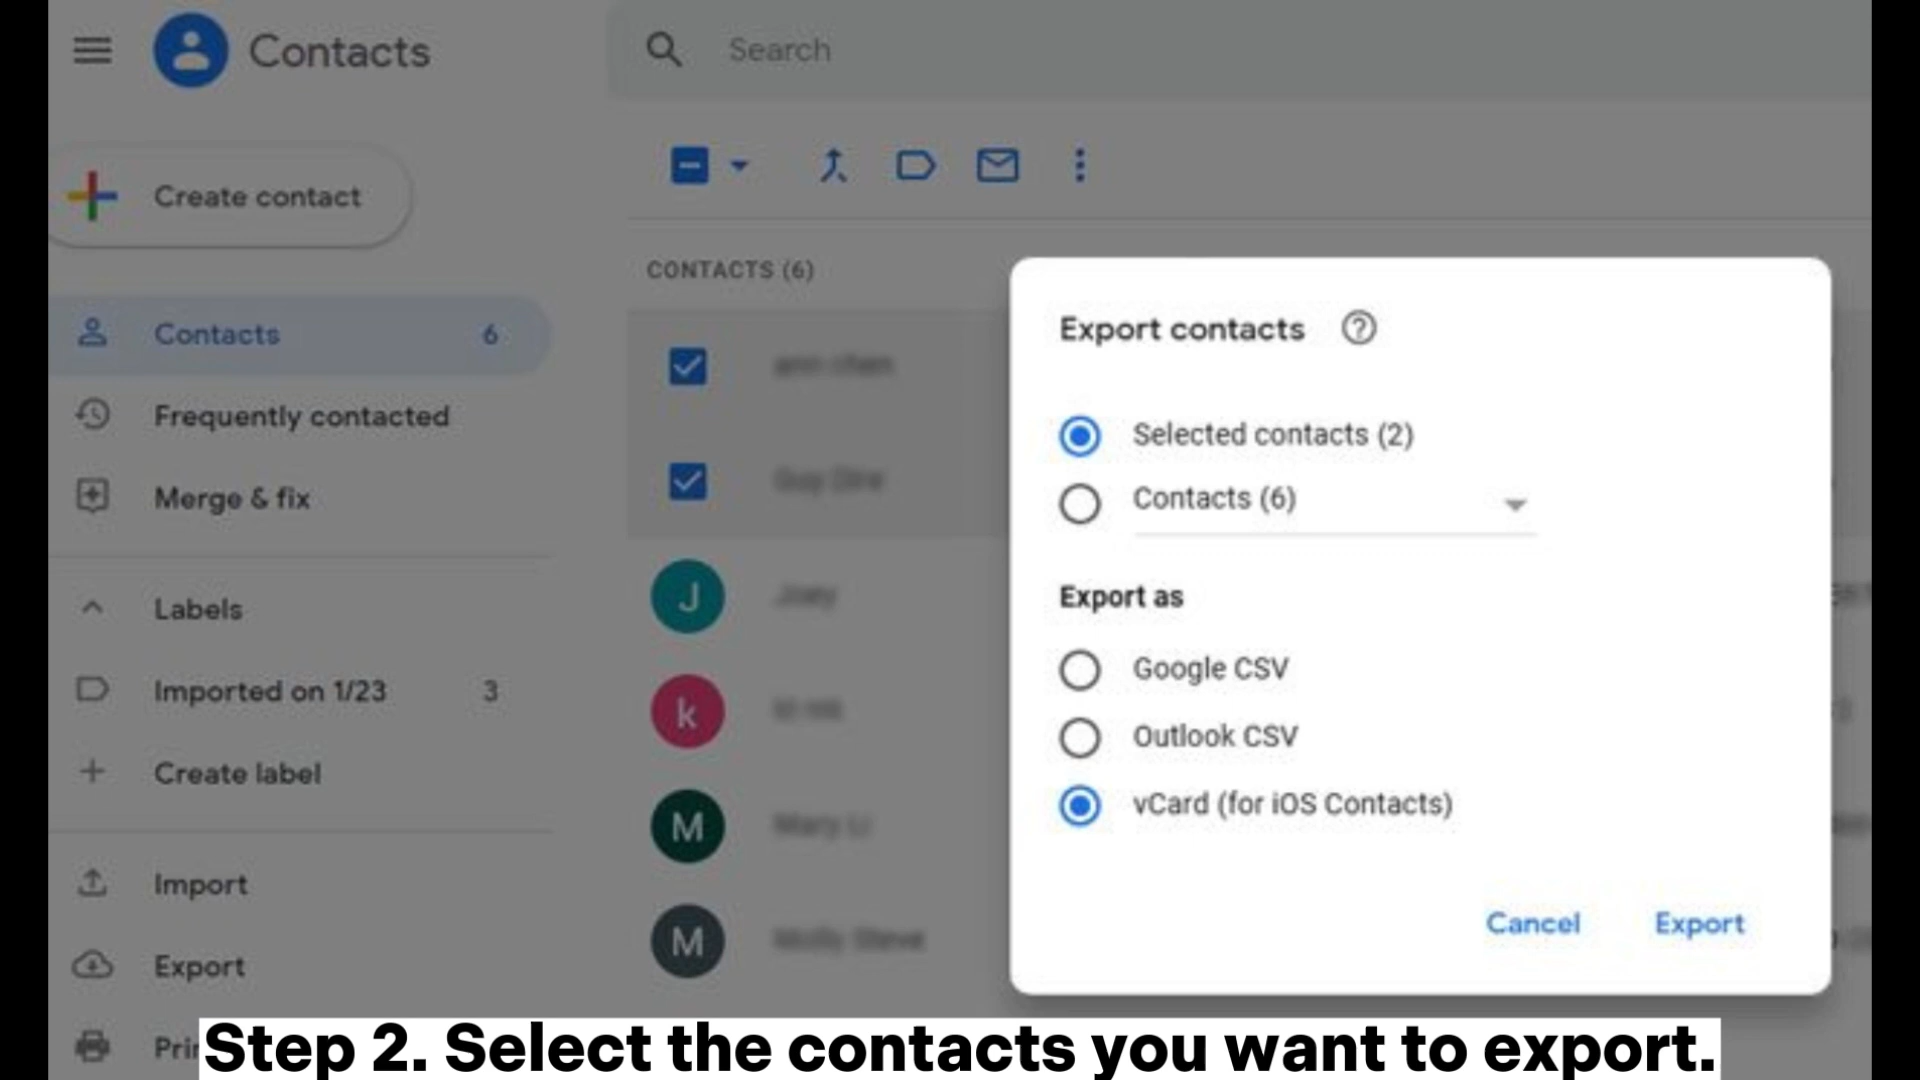 Contacts
Search
Create contact
CONTACTS (6)
Contacts 6
Frequently contacted
Merge & fix
Labels
Imported on 1/23 3
Create label
Import
Export
J
k
M
M
Export contacts
Selected contacts (2)
Contacts (6)
Export as
Google CSV
Outlook CSV
vCard (for iOS Contacts)
Cancel Export
Step 2. Select the contacts you want to export.